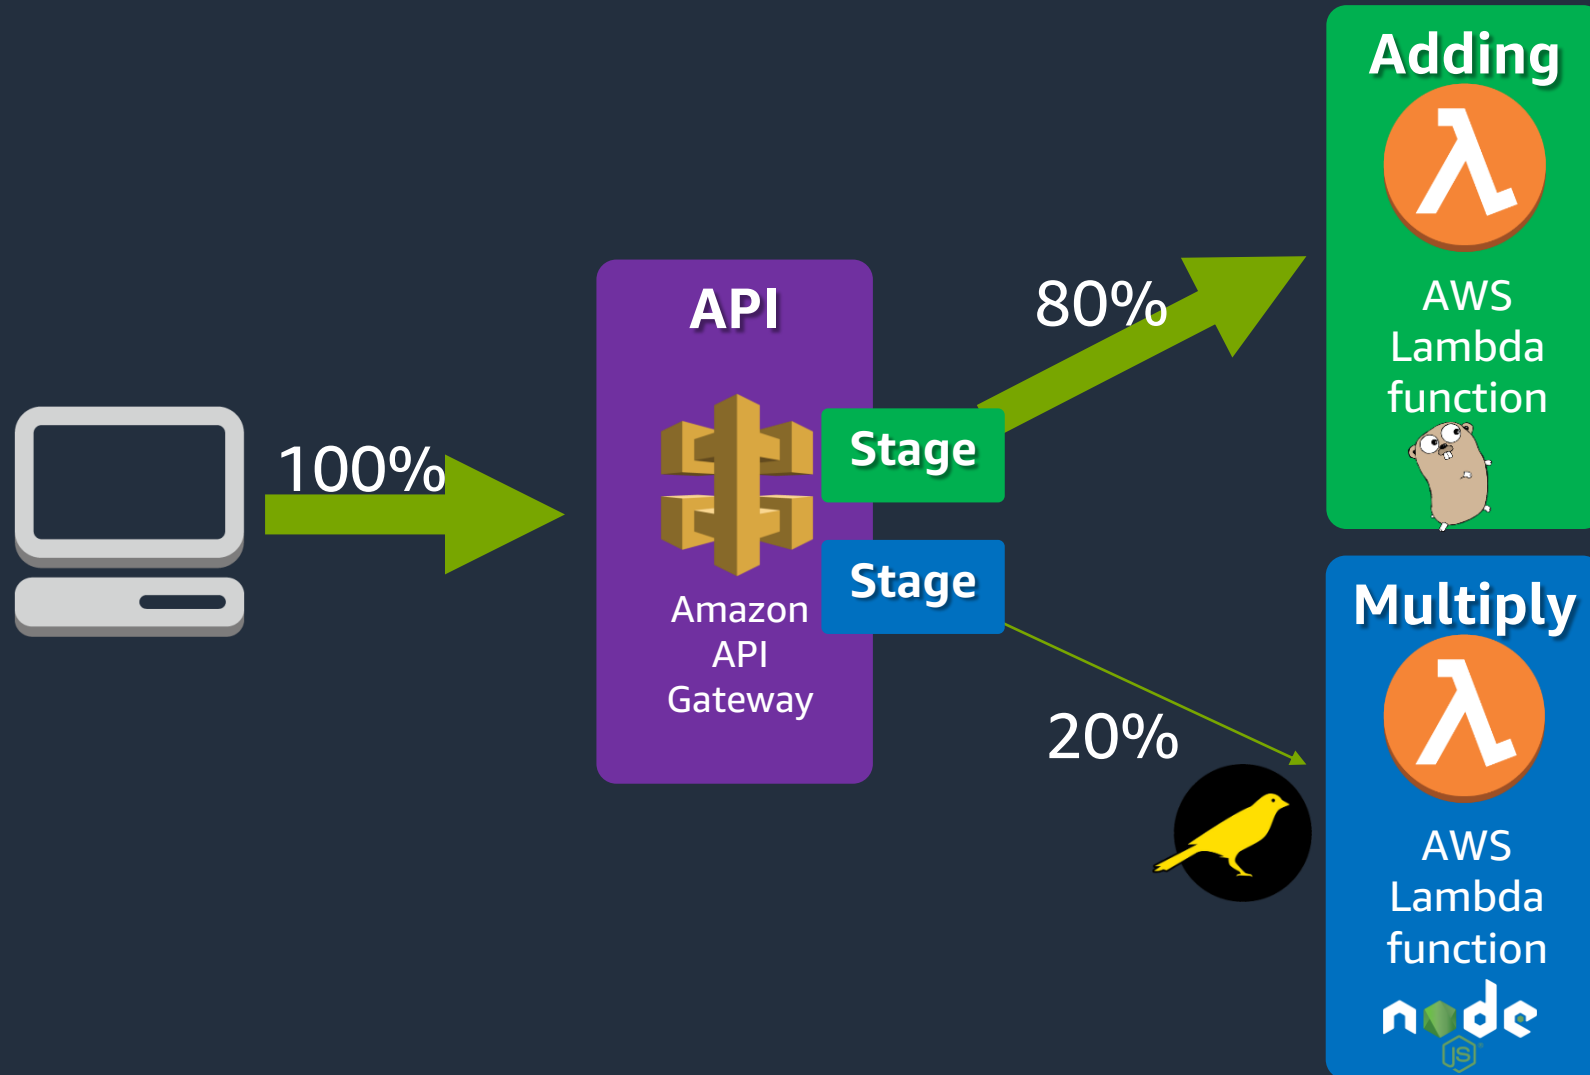 100%
API
Amazon
API
Gateway
Stage
Stage
80%
20%
Adding
AWS
Lambda
function
Multiply
AWS
Lambda
function
node
JS